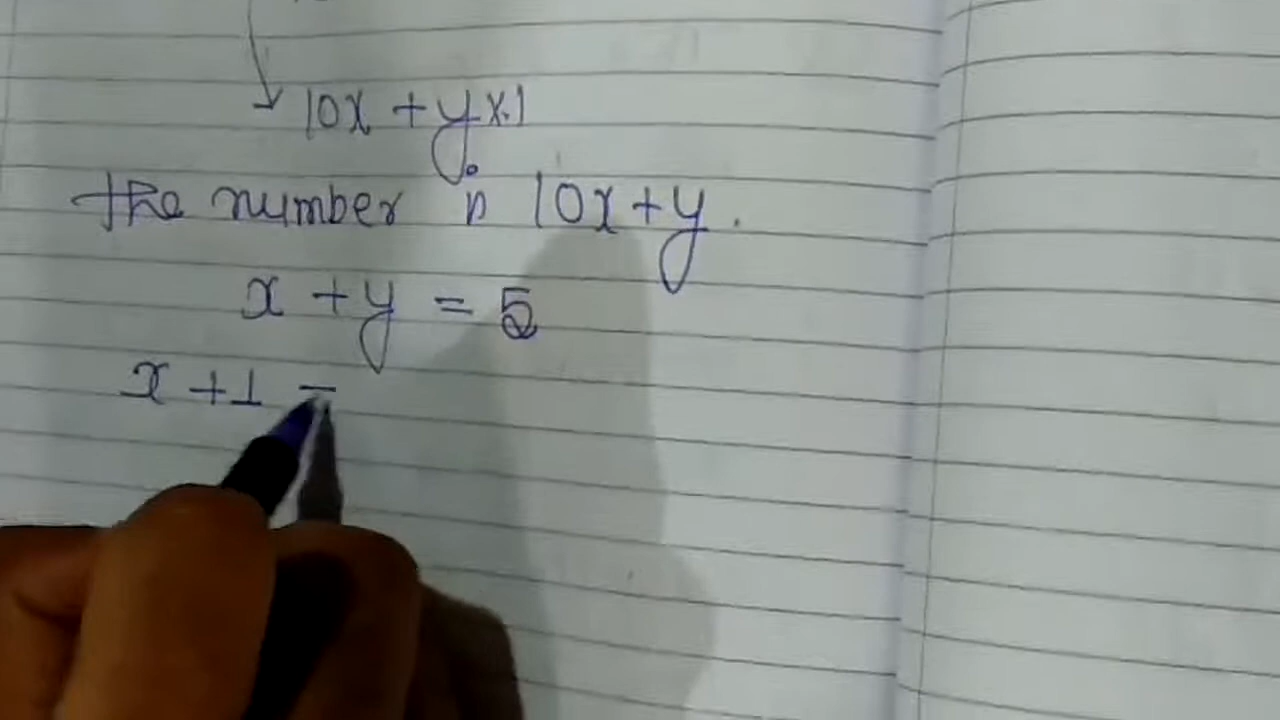 10x + y×1
The number is 10x+y.
x + y = 5
x + 1 =